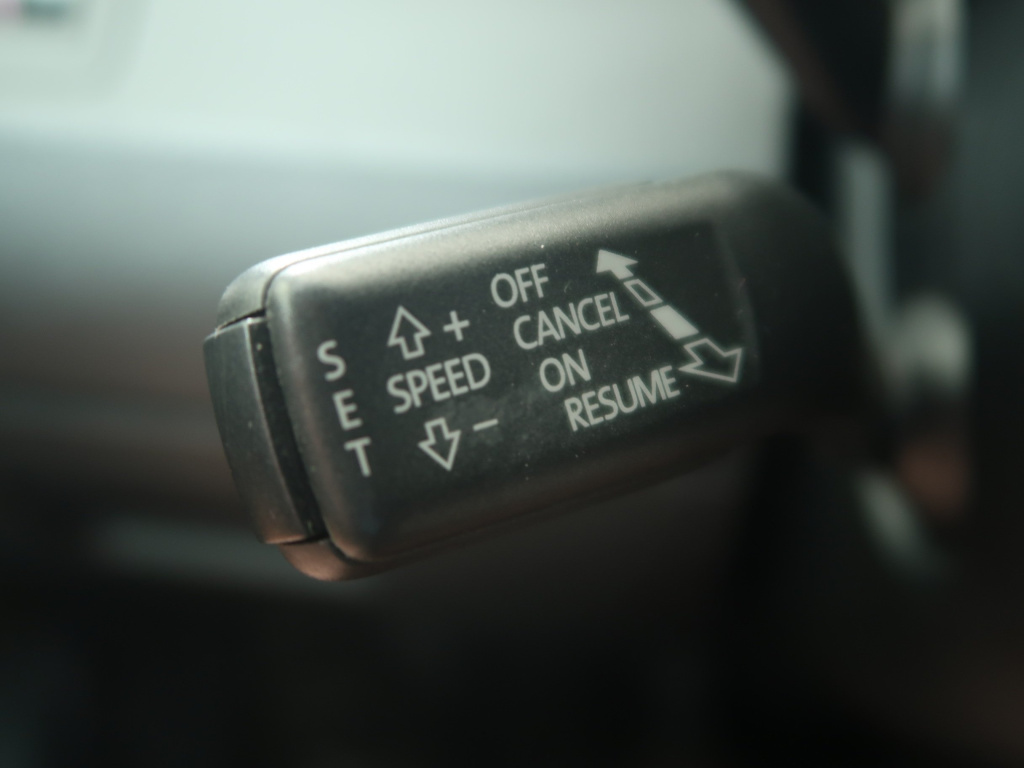 SET
+
SPEED
−
OFF
CANCEL
ON
RESUME